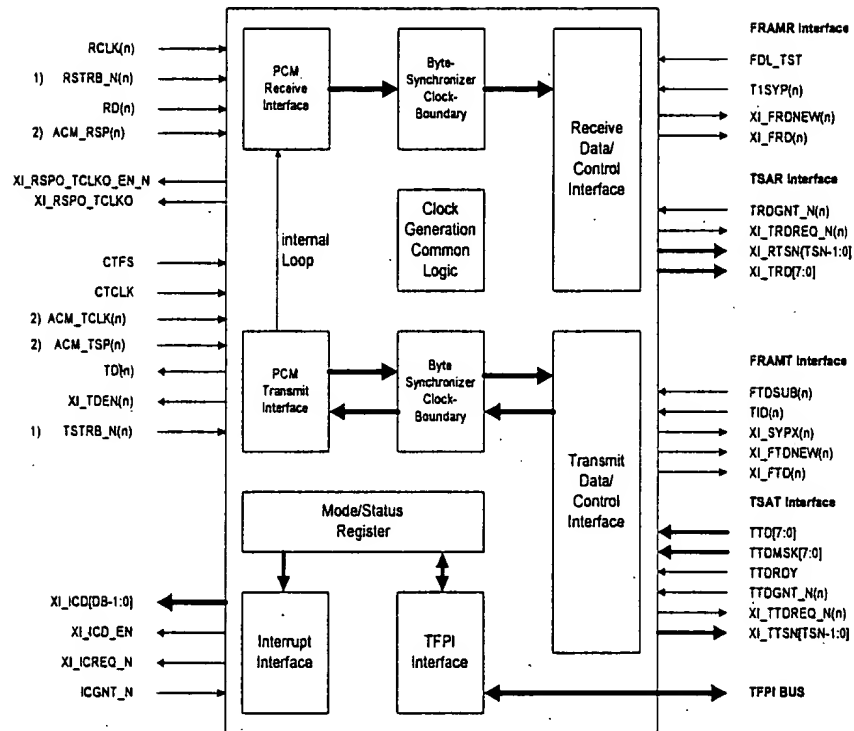 RCLK(n)
1) RSTRB_N(n)
RD(n)
2) ACM_RSP(n)
XI_RSPO_TCLKO_EN_N
XI_RSPO_TCLKO
CTFS
CTCLK
2) ACM_TCLK(n)
2) ACM_TSP(n)
TD(n)
XI_TDEN(n)
1) TSTRB_N(n)
XI_ICD[DB-1:0]
XI_ICD_EN
XI_ICREQ_N
ICGNT_N
PCM
Receive
Interface
Byte-
Synchronizer
Clock-
Boundary
Receive
Data/
Control
Interface
internal
Loop
Clock
Generation
Common
Logic
PCM
Transmit
Interface
Byte
Synchronizer
Clock-
Boundary
Transmit
Data/
Control
Interface
Mode/Status
Register
Interrupt
Interface
TFPI
Interface
FRAMR Interface
FDL_TST
T1SYP(n)
XI_FRDNEW(n)
XI_FRD(n)
TSAR Interface
TRDGNT_N(n)
XI_TRDREQ_N(n)
XI_RTSN[TSN-1:0]
XI_TRD[7:0]
FRAMT Interface
FTDSUB(n)
TID(n)
XI_SYPX(n)
XI_FTDNEW(n)
XI_FTD(n)
TSAT Interface
TTD[7:0]
TTDMSK[7:0]
TTDRDY
TTDGNT_N(n)
XI_TTDREQ_N(n)
XI_TTSN[TSN-1:0]
TFPI BUS